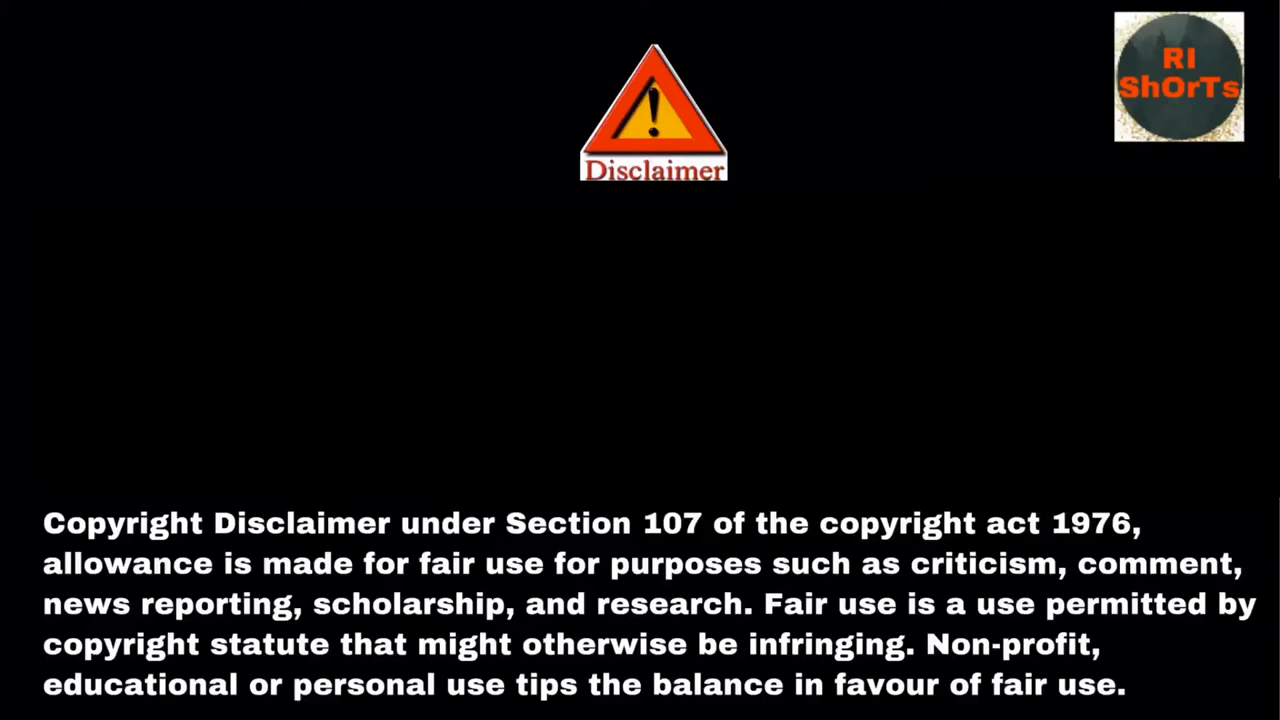 RI
ShOrTs
Disclaimer
Copyright Disclaimer under Section 107 of the copyright act 1976,
allowance is made for fair use for purposes such as criticism, comment,
news reporting, scholarship, and research. Fair use is a use permitted by
copyright statute that might otherwise be infringing. Non-profit,
educational or personal use tips the balance in favour of fair use.